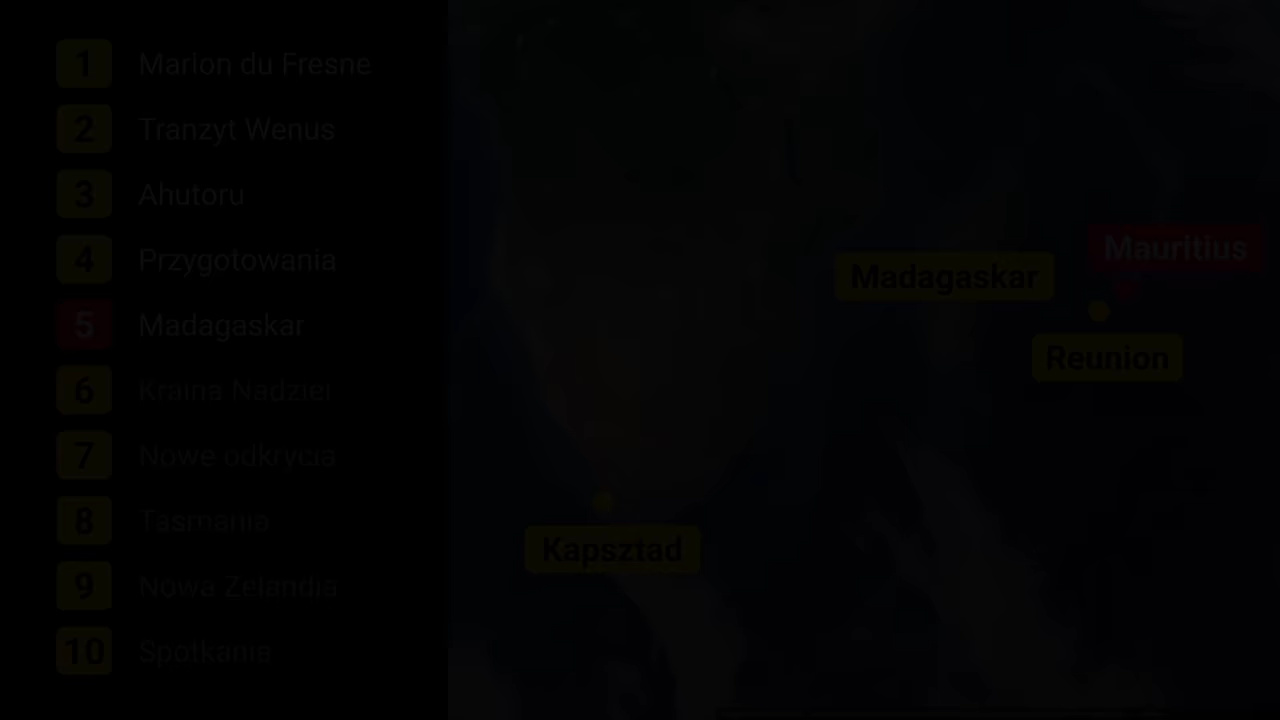 1 Marion du Fresne
2 Tranzyt Wenus
3 Ahutoru
4 Przygotowania
5 Madagaskar
6 Kraina Nadziei
7 Nowe odkrycia
8 Tasmania
9 Nowa Zelandia
10 Spotkanie
Mauritius
Madagaskar
Reunion
Kapsztad